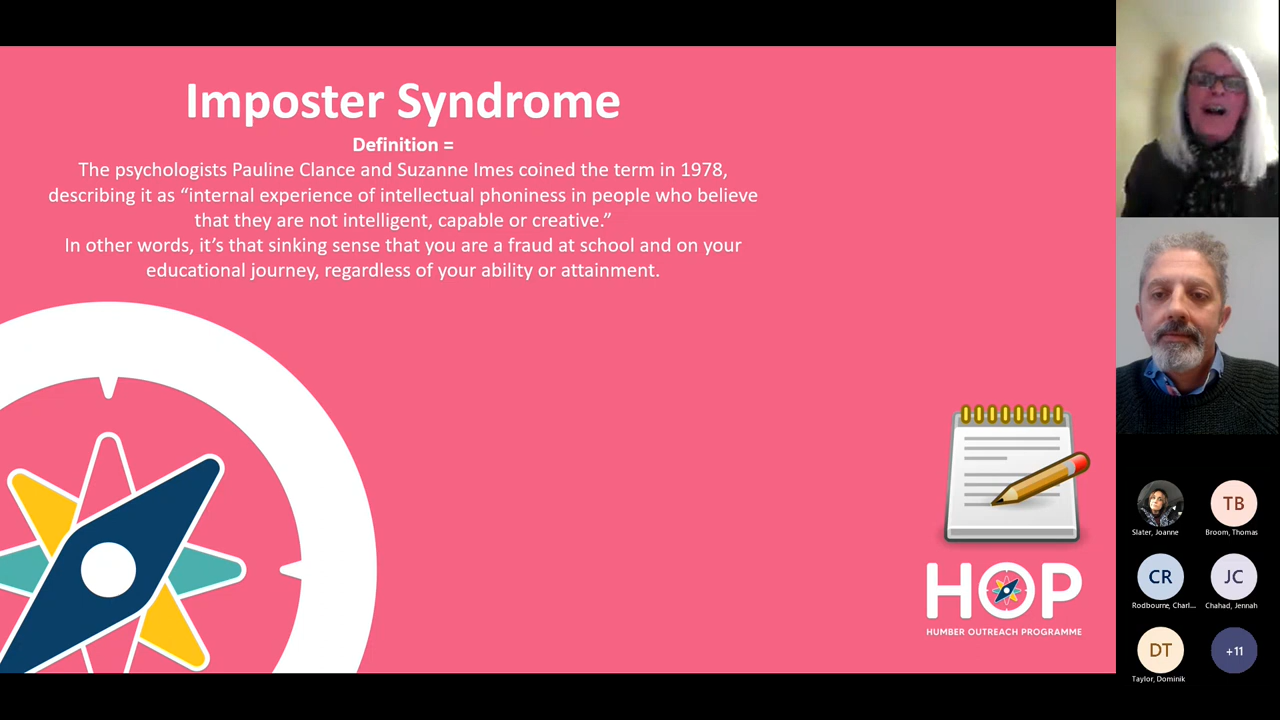 Imposter Syndrome
Definition =
The psychologists Pauline Clance and Suzanne Imes coined the term in 1978,
describing it as “internal experience of intellectual phoniness in people who believe
that they are not intelligent, capable or creative.”
In other words, it’s that sinking sense that you are a fraud at school and on your
educational journey, regardless of your ability or attainment.
HOP
HUMBER OUTREACH PROGRAMME
TB
Slater, Joanne
Broom, Thomas
CR
JC
Rodbourne, Charl...
Chahad, Jennah
DT
+11
Taylor, Dominik